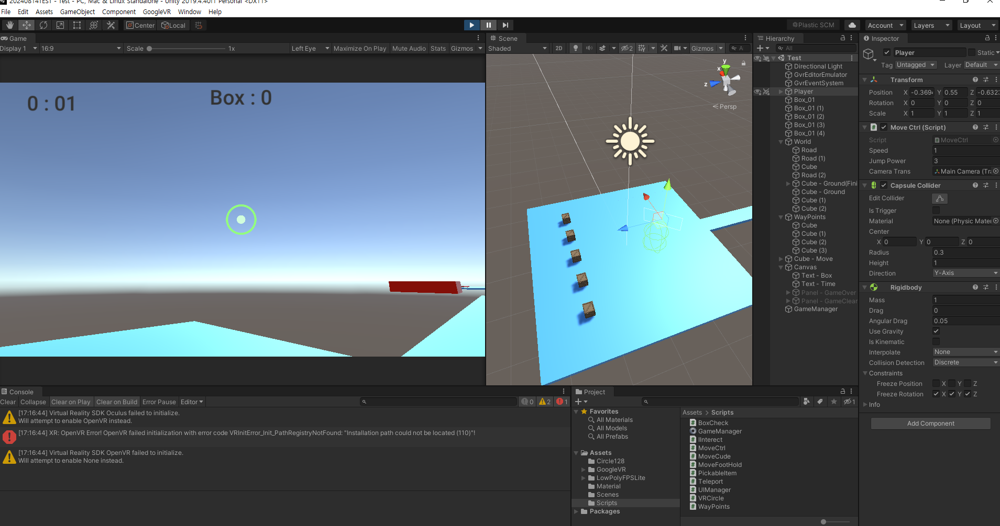 20240814TEST - Test - PC, Mac & Linux Standalone - Unity 2019.4.40f1 Personal <DX11>
File Edit Assets GameObject Component GoogleVR Window Help
Center Local Plastic SCM Account Layers Layout
Game
Display 1 16:9 Scale 1x Left Eye Maximize On Play Mute Audio Stats Gizmos
0 : 01
Box : 0
Scene
Shaded 2D 2 Gizmos A
y
x
z
Persp
Hierarchy
All
Test
Directional Light
GvrEditorEmulator
GvrEventSystem
Player
Box_01
Box_01 (1)
Box_01 (2)
Box_01 (3)
Box_01 (4)
World
Road
Road (1)
Cube
Road (2)
Cube - Ground(Fini
Cube - Ground
Cube (1)
Cube (2)
WayPoints
Cube
Cube (1)
Cube (2)
Cube (3)
Cube - Move
Canvas
Text - Box
Text - Time
Panel - GameOver
Panel - GameClear
GameManager
Inspector
Player Static
Tag Untagged Layer Default
Transform
Position X -0.3694 Y 0.55 Z -0.6323
Rotation X 0 Y 0 Z 0
Scale X 1 Y 1 Z 1
Move Ctrl (Script)
Script MoveCtrl
Speed 1
Jump Power 3
Camera Trans Main Camera (Tra
Capsule Collider
Edit Collider
Is Trigger
Material None (Physic Mater
Center
X 0 Y 0 Z 0
Radius 0.3
Height 1
Direction Y-Axis
Rigidbody
Mass 1
Drag 0
Angular Drag 0.05
Use Gravity
Is Kinematic
Interpolate None
Collision Detection Discrete
Constraints
Freeze Position X Y Z
Freeze Rotation X Y Z
Info
Add Component
Console
Clear Collapse Clear on Play Clear on Build Error Pause Editor 0 2 1
[17:16:44] Virtual Reality SDK Oculus failed to initialize.
Will attempt to enable OpenVR instead.
[17:16:44] XR: OpenVR Error! OpenVR failed initialization with error code VRInitError_Init_PathRegistryNotFound: "Installation path could not be located (110)"!
[17:16:44] Virtual Reality SDK OpenVR failed to initialize.
Will attempt to enable None instead.
Project
1
Favorites
All Materials
All Models
All Prefabs
Assets
Circle128
GoogleVR
LowPolyFPSLite
Material
Scenes
Scripts
Packages
Assets > Scripts
BoxCheck
GameManager
IInterect
MoveCtrl
MoveCude
MoveFootHold
PickableItem
Teleport
UIManager
VRCircle
WayPoints